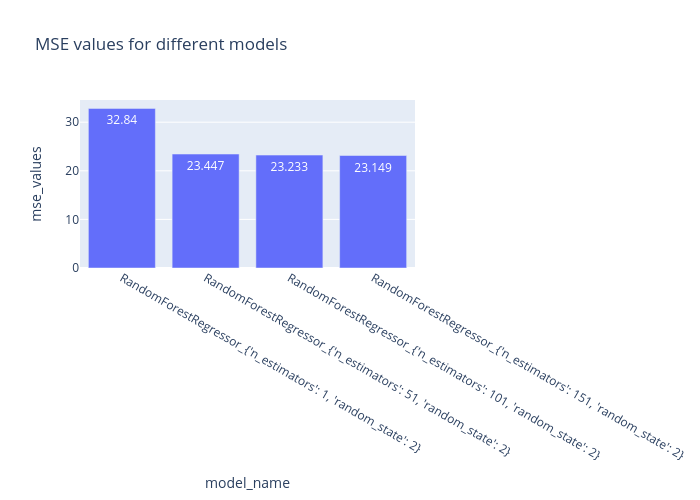 MSE values for different models
mse_values
30
20
10
0
32.84
23.447
23.233
23.149
RandomForestRegressor_{'n_estimators': 1, 'random_state': 2}
RandomForestRegressor_{'n_estimators': 51, 'random_state': 2}
RandomForestRegressor_{'n_estimators': 101, 'random_state': 2}
RandomForestRegressor_{'n_estimators': 151, 'random_state': 2}
model_name